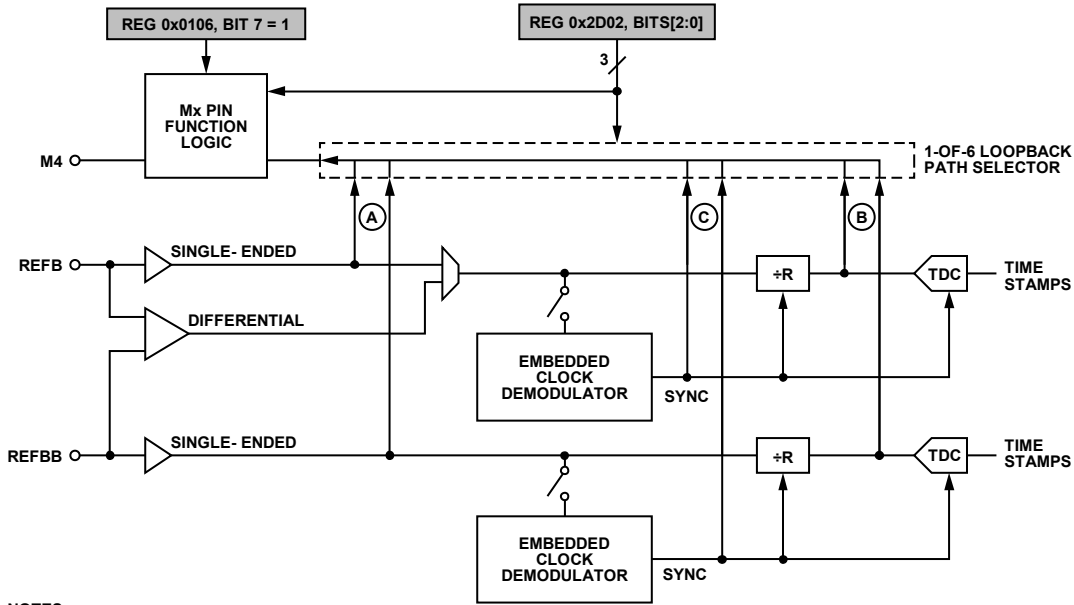 REG 0x0106, BIT 7 = 1
REG 0x2D02, BITS[2:0]
3
Mx PIN
FUNCTION
LOGIC
M4
1-OF-6 LOOPBACK
PATH SELECTOR
A
C
B
REFB
SINGLE- ENDED
÷R
TDC
TIME
STAMPS
DIFFERENTIAL
EMBEDDED
CLOCK
DEMODULATOR
SYNC
REFBB
SINGLE- ENDED
÷R
TDC
TIME
STAMPS
EMBEDDED
CLOCK
DEMODULATOR
SYNC